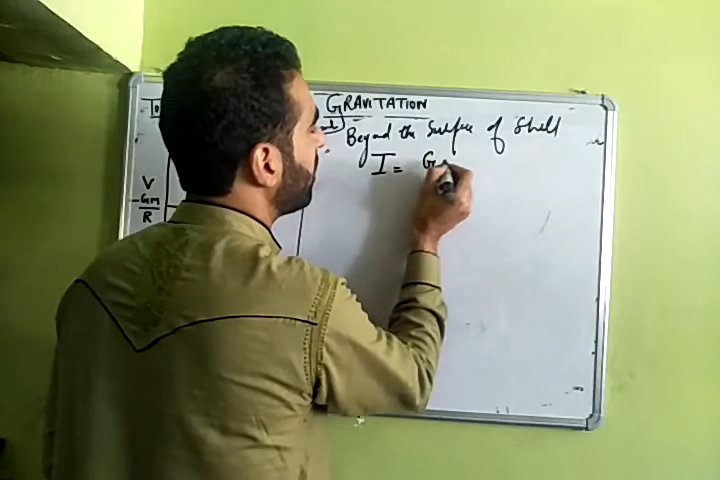 GRAVITATION
Beyond the Surface of Shell
I = G
V
-GM
R